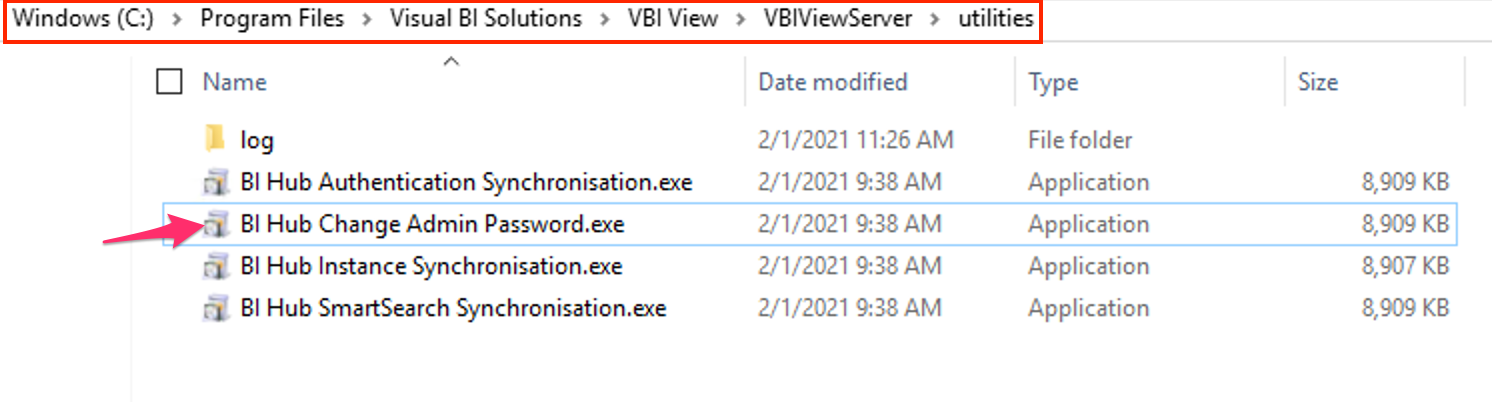 Windows (C:) > Program Files > Visual BI Solutions > VBI View > VBIViewServer > utilities
Name Date modified Type Size
log 2/1/2021 11:26 AM File folder
BI Hub Authentication Synchronisation.exe 2/1/2021 9:38 AM Application 8,909 KB
BI Hub Change Admin Password.exe 2/1/2021 9:38 AM Application 8,909 KB
BI Hub Instance Synchronisation.exe 2/1/2021 9:38 AM Application 8,907 KB
BI Hub SmartSearch Synchronisation.exe 2/1/2021 9:38 AM Application 8,909 KB